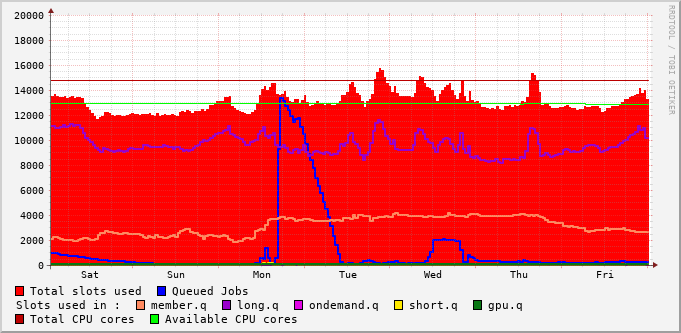 20000
18000
16000
14000
12000
10000
8000
6000
4000
2000
0
Sat Sun Mon Tue Wed Thu Fri
RRDTOOL / TOBI OETIKER
Total slots used Queued Jobs
Slots used in : member.q long.q ondemand.q short.q gpu.q
Total CPU cores Available CPU cores